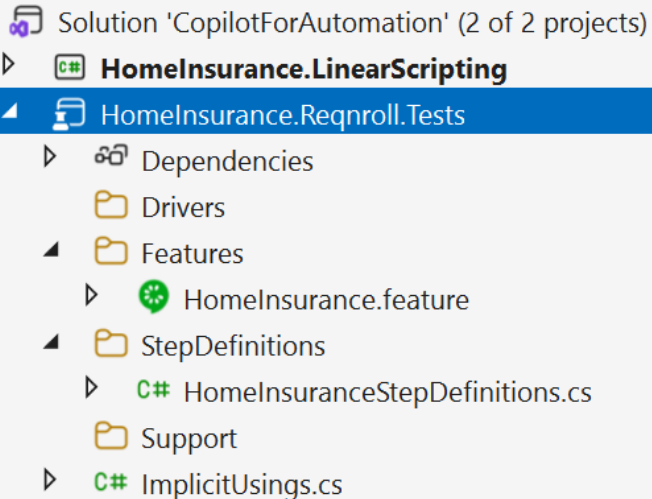 Solution 'CopilotForAutomation' (2 of 2 projects)
C# HomeInsurance.LinearScripting
HomeInsurance.Reqnroll.Tests
Dependencies
Drivers
Features
HomeInsurance.feature
StepDefinitions
C# HomeInsuranceStepDefinitions.cs
Support
C# ImplicitUsings.cs